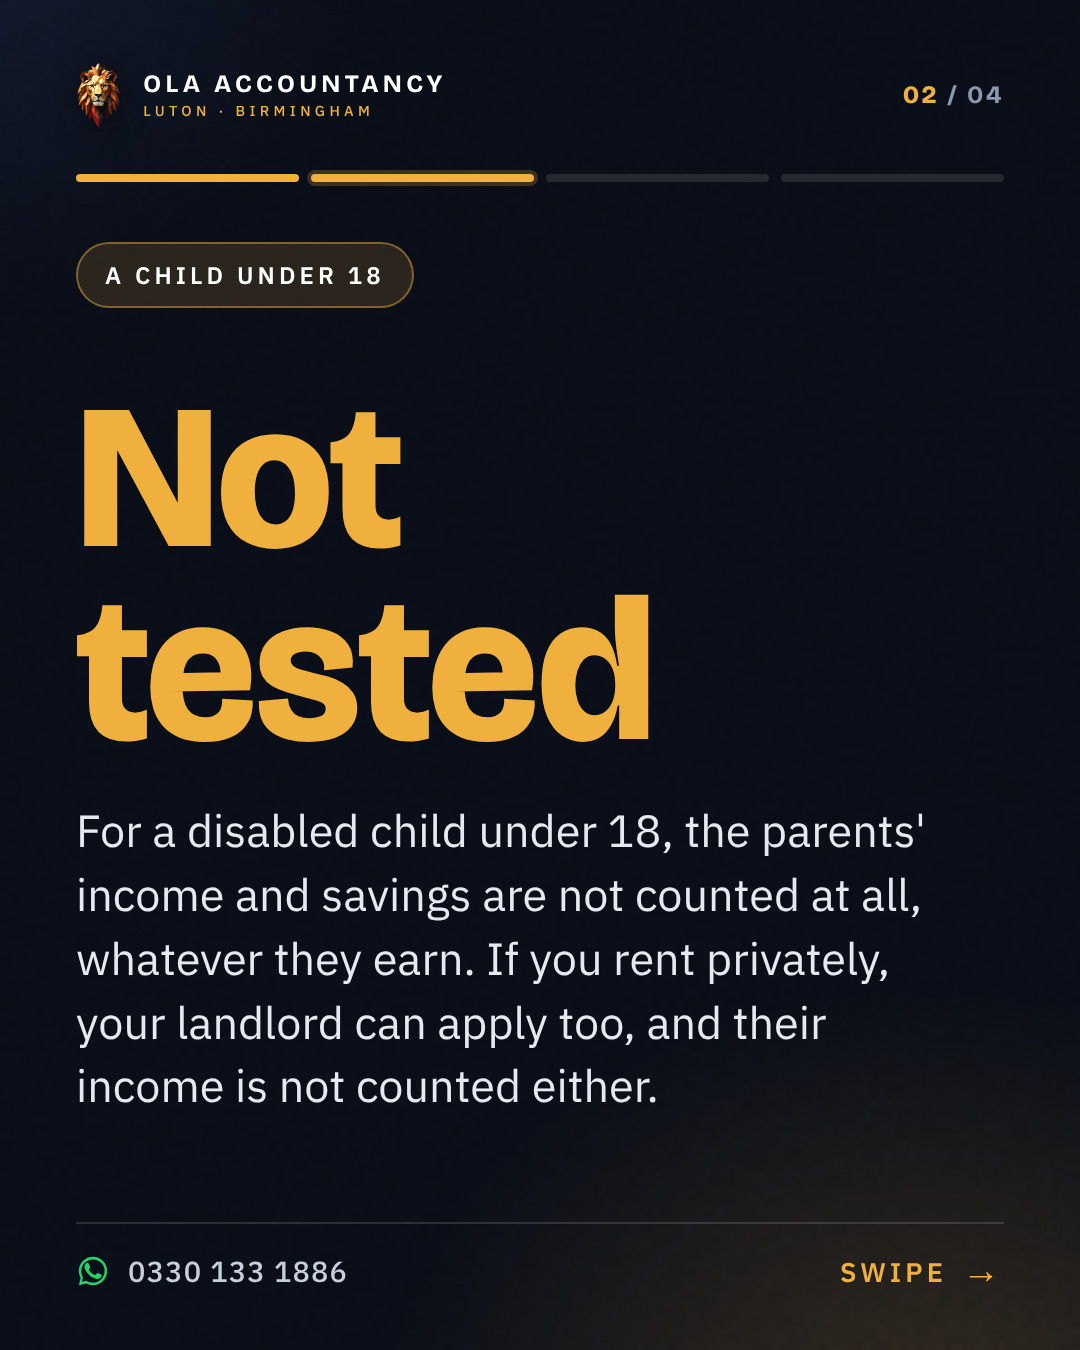 OLA ACCOUNTANCY
LUTON · BIRMINGHAM
02 / 04
A CHILD UNDER 18
Not
tested
For a disabled child under 18, the parents'
income and savings are not counted at all,
whatever they earn. If you rent privately,
your landlord can apply too, and their
income is not counted either.
0330 133 1886
SWIPE →